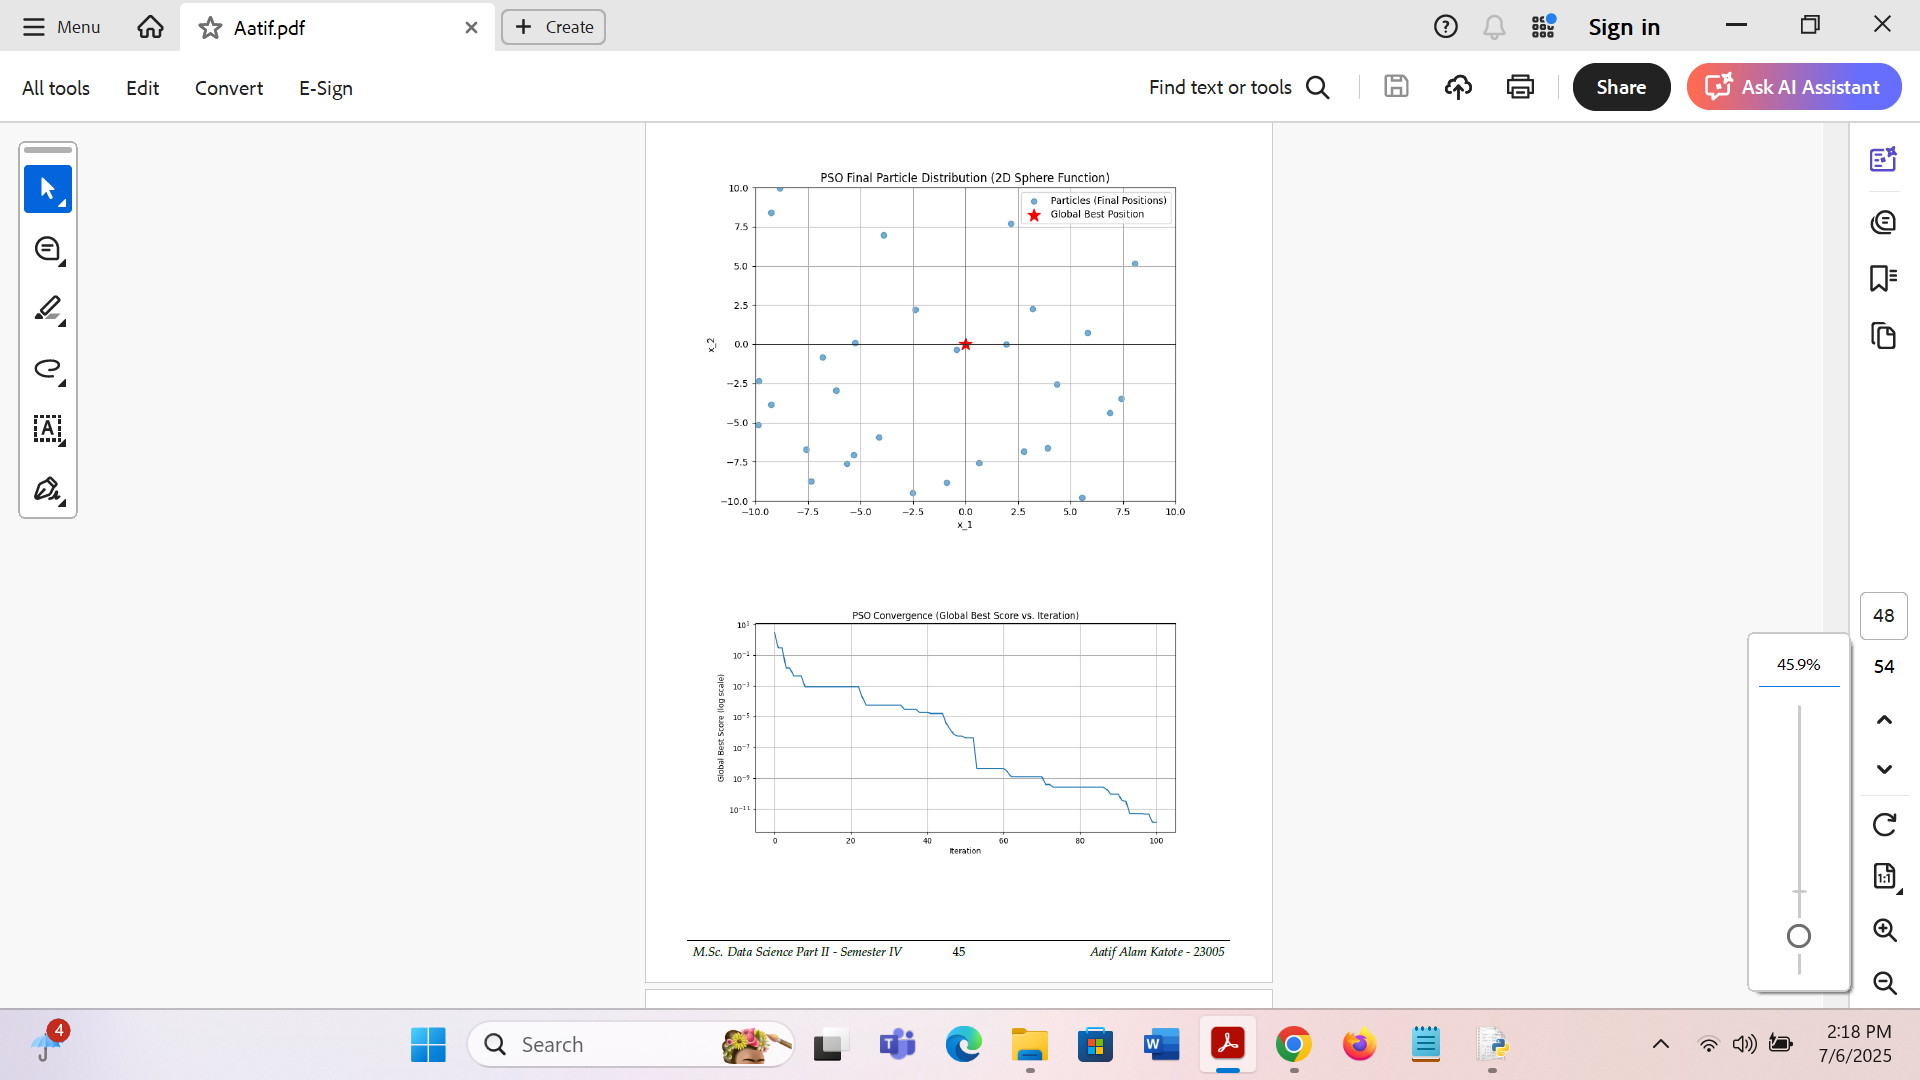 Menu
Aatif.pdf
Create
Sign in
All tools
Edit
Convert
E-Sign
Find text or tools
Share
Ask AI Assistant
PSO Final Particle Distribution (2D Sphere Function)
Particles (Final Positions)
Global Best Position
10.0
7.5
5.0
2.5
0.0
−2.5
−5.0
−7.5
−10.0
x_2
−10.0 −7.5 −5.0 −2.5 0.0 2.5 5.0 7.5 10.0
x_1
PSO Convergence (Global Best Score vs. Iteration)
10¹
10⁻¹
10⁻³
10⁻⁵
10⁻⁷
10⁻⁹
10⁻¹¹
Global Best Score (log scale)
0 20 40 60 80 100
Iteration
M.Sc. Data Science Part II - Semester IV 45 Aatif Alam Katote - 23005
48
54
45.9%
1:1
4
Search
2:18 PM
7/6/2025